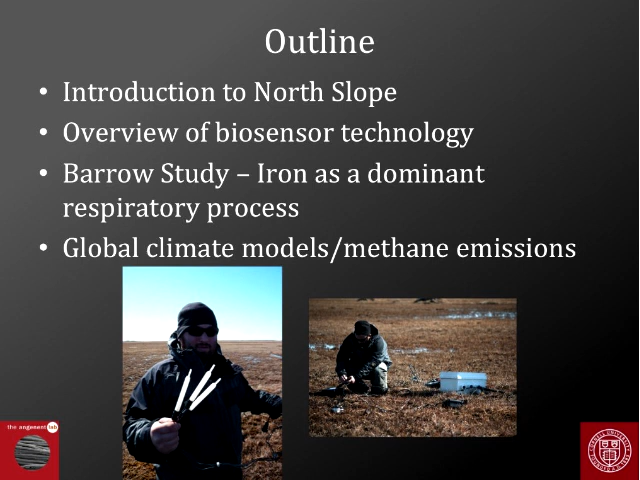 Outline
• Introduction to North Slope
• Overview of biosensor technology
• Barrow Study – Iron as a dominant
respiratory process
• Global climate models/methane emissions
the angenent lab